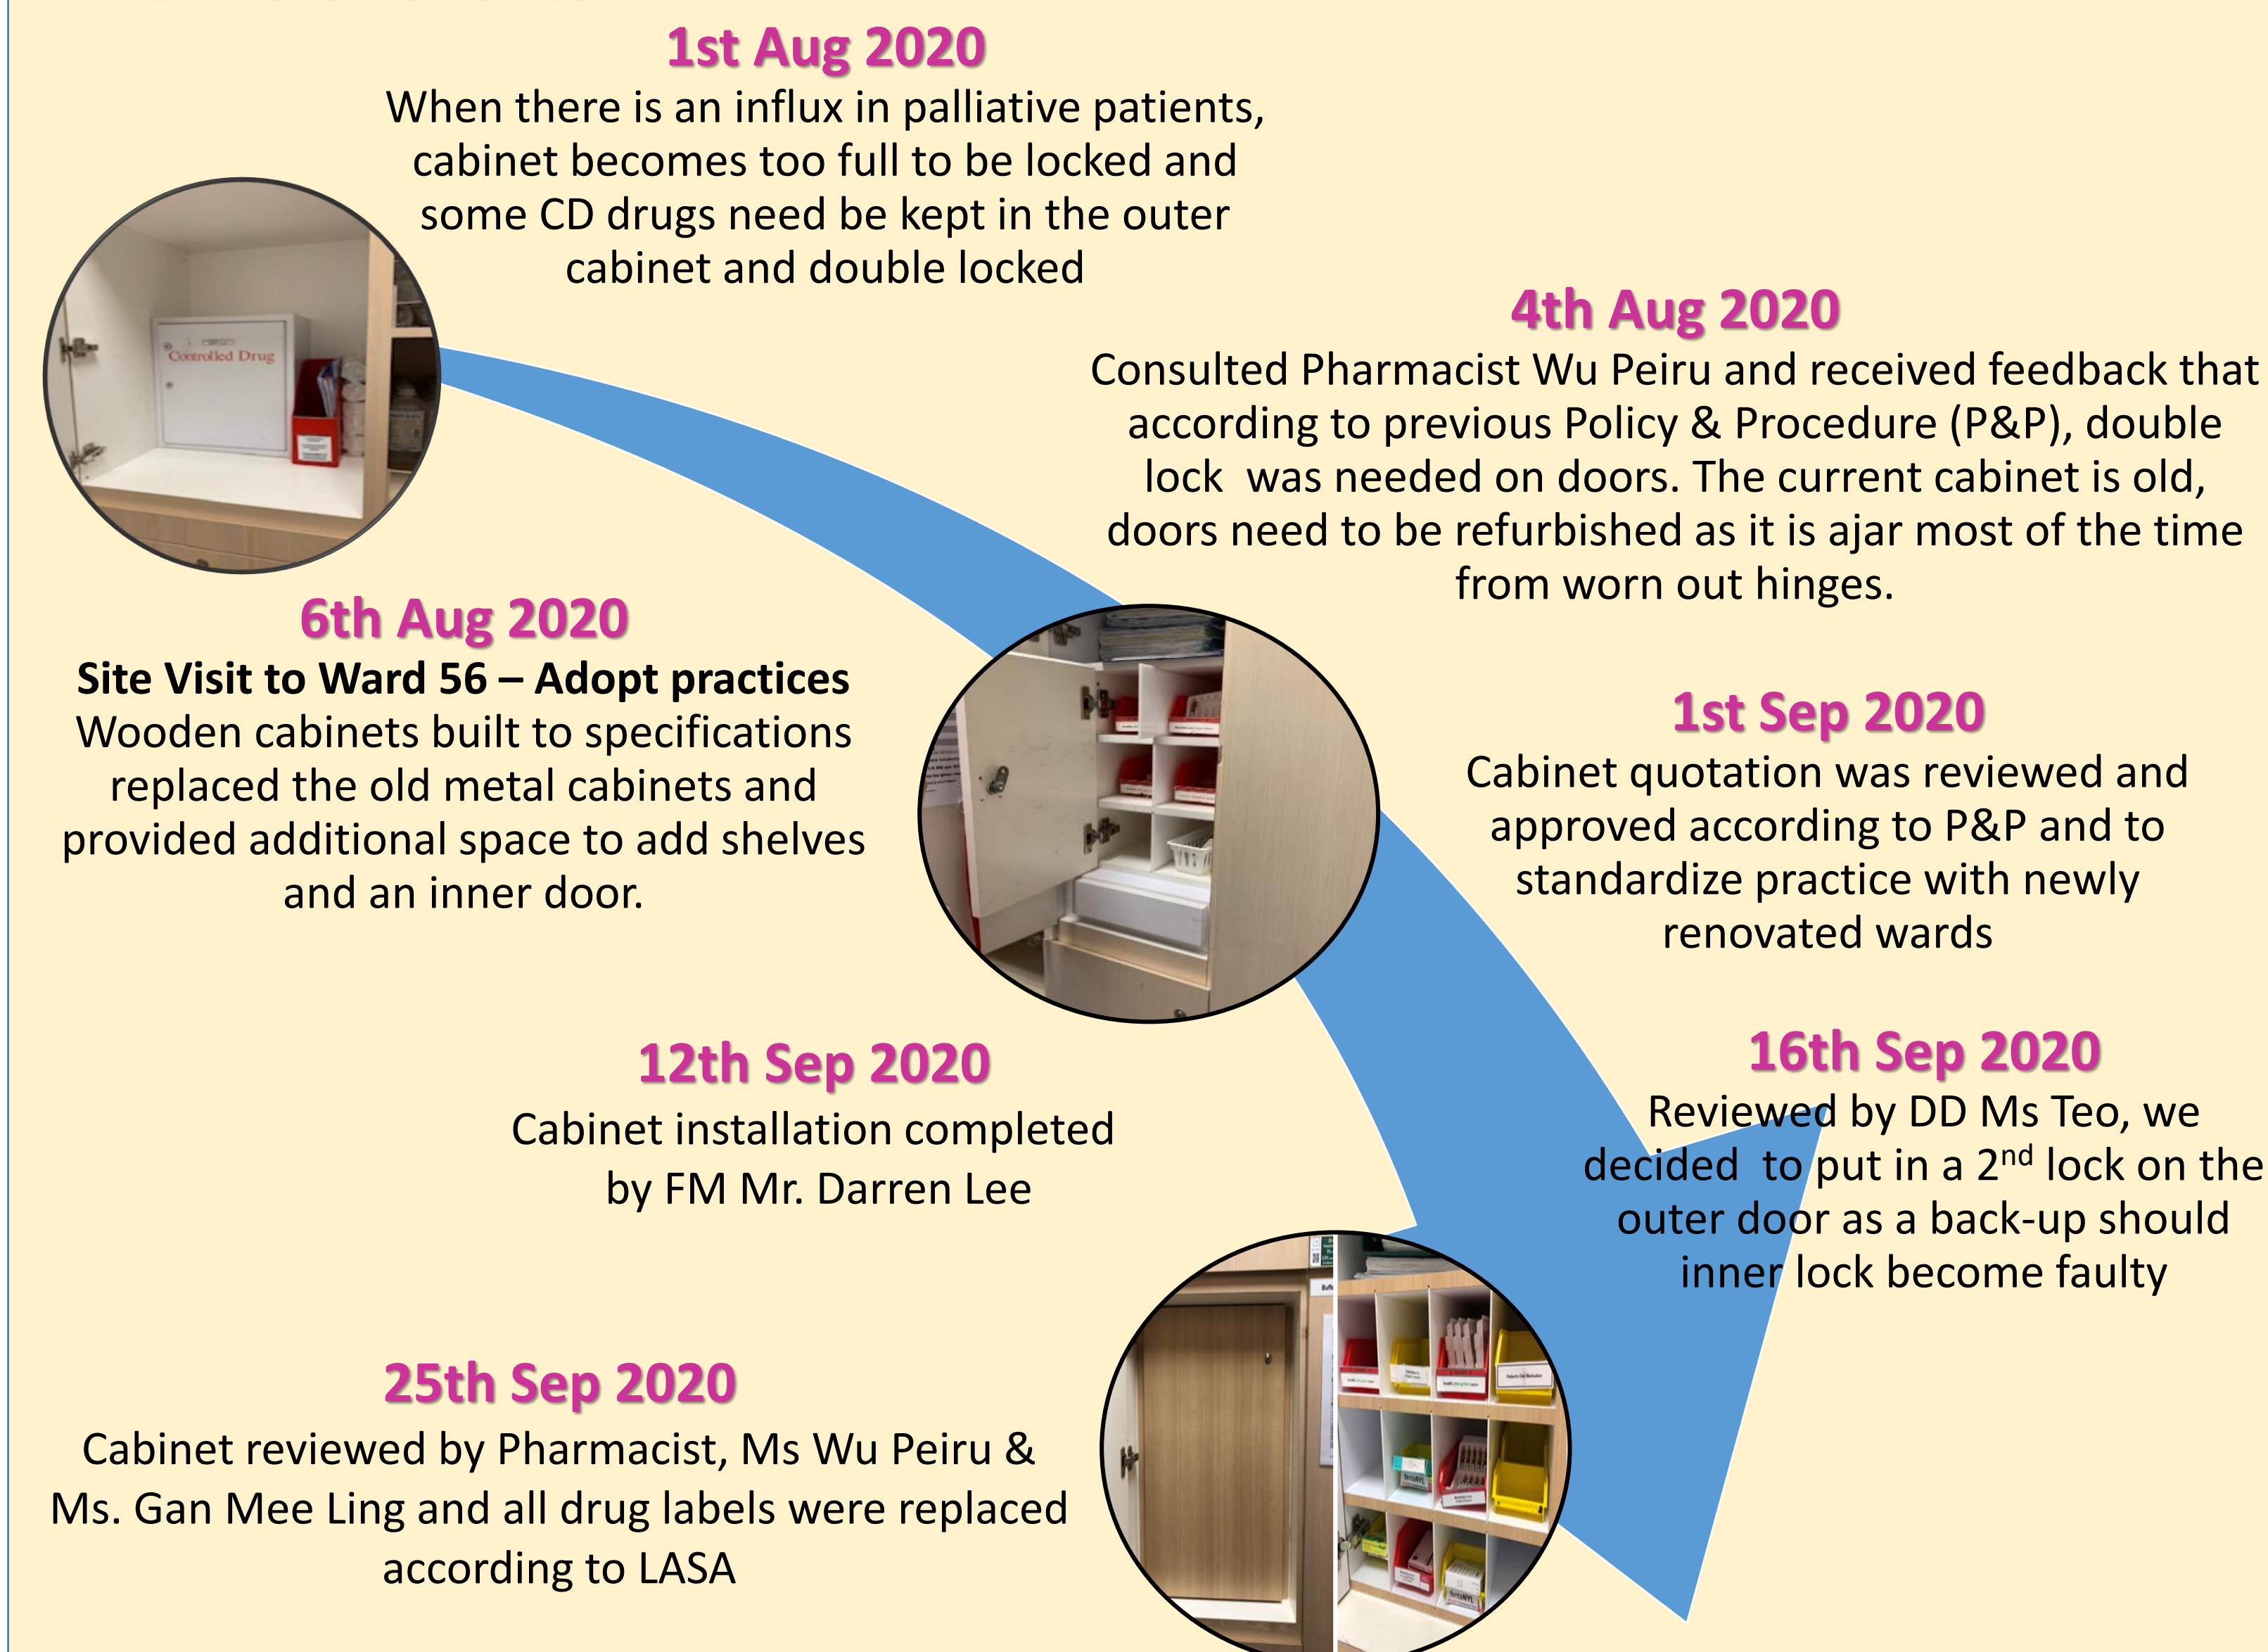 1st Aug 2020
When there is an influx in palliative patients,
cabinet becomes too full to be locked and
some CD drugs need be kept in the outer
cabinet and double locked
Controlled Drug
4th Aug 2020
Consulted Pharmacist Wu Peiru and received feedback that
according to previous Policy & Procedure (P&P), double
lock was needed on doors. The current cabinet is old,
doors need to be refurbished as it is ajar most of the time
from worn out hinges.
6th Aug 2020
Site Visit to Ward 56 – Adopt practices
Wooden cabinets built to specifications
replaced the old metal cabinets and
provided additional space to add shelves
and an inner door.
1st Sep 2020
Cabinet quotation was reviewed and
approved according to P&P and to
standardize practice with newly
renovated wards
12th Sep 2020
Cabinet installation completed
by FM Mr. Darren Lee
16th Sep 2020
Reviewed by DD Ms Teo, we
decided to put in a 2nd lock on the
outer door as a back-up should
inner lock become faulty
25th Sep 2020
Cabinet reviewed by Pharmacist, Ms Wu Peiru &
Ms. Gan Mee Ling and all drug labels were replaced
according to LASA
fentaNYL
fentaNYL